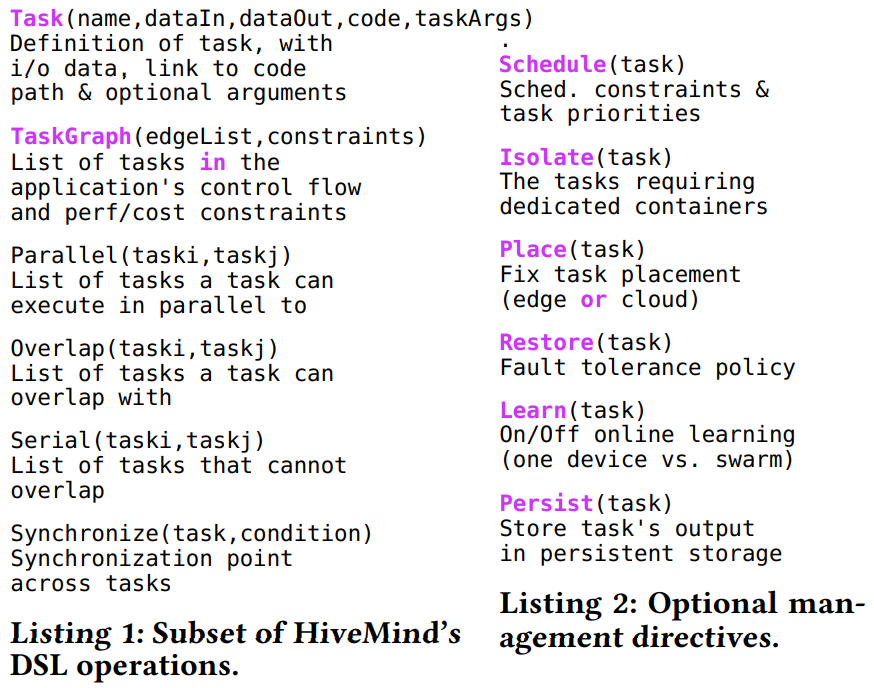 Task(name,dataIn,dataOut,code,taskArgs)
Definition of task, with
i/o data, link to code
path & optional arguments
TaskGraph(edgeList,constraints)
List of tasks in the
application's control flow
and perf/cost constraints
Parallel(taski,taskj)
List of tasks a task can
execute in parallel to
Overlap(taski,taskj)
List of tasks a task can
overlap with
Serial(taski,taskj)
List of tasks that cannot
overlap
Synchronize(task,condition)
Synchronization point
across tasks
Listing 1: Subset of HiveMind's
DSL operations.
.
Schedule(task)
Sched. constraints &
task priorities
Isolate(task)
The tasks requiring
dedicated containers
Place(task)
Fix task placement
(edge or cloud)
Restore(task)
Fault tolerance policy
Learn(task)
On/Off online learning
(one device vs. swarm)
Persist(task)
Store task's output
in persistent storage
Listing 2: Optional man-
agement directives.